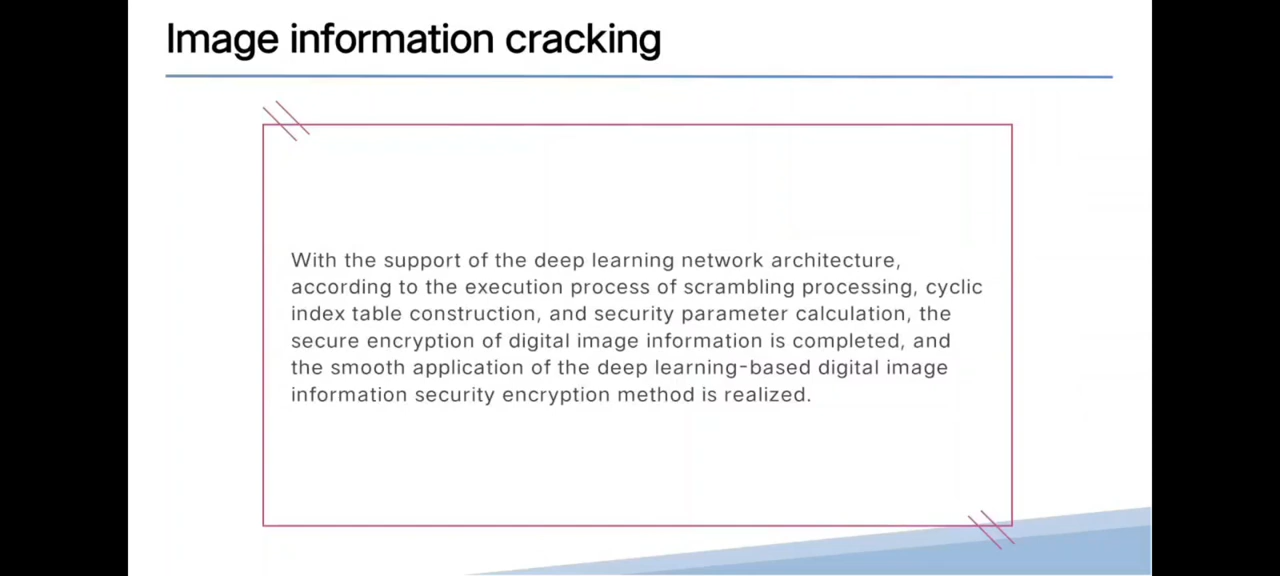 Image information cracking
With the support of the deep learning network architecture,
according to the execution process of scrambling processing, cyclic
index table construction, and security parameter calculation, the
secure encryption of digital image information is completed, and
the smooth application of the deep learning-based digital image
information security encryption method is realized.